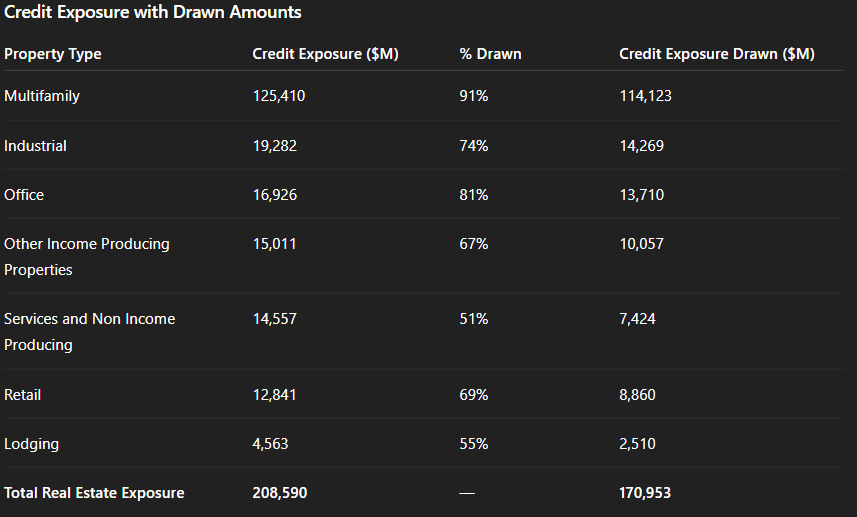 Credit Exposure with Drawn Amounts
Property Type Credit Exposure ($M) % Drawn Credit Exposure Drawn ($M)
Multifamily 125,410 91% 114,123
Industrial 19,282 74% 14,269
Office 16,926 81% 13,710
Other Income Producing 15,011 67% 10,057
Properties
Services and Non Income 14,557 51% 7,424
Producing
Retail 12,841 69% 8,860
Lodging 4,563 55% 2,510
Total Real Estate Exposure 208,590 — 170,953